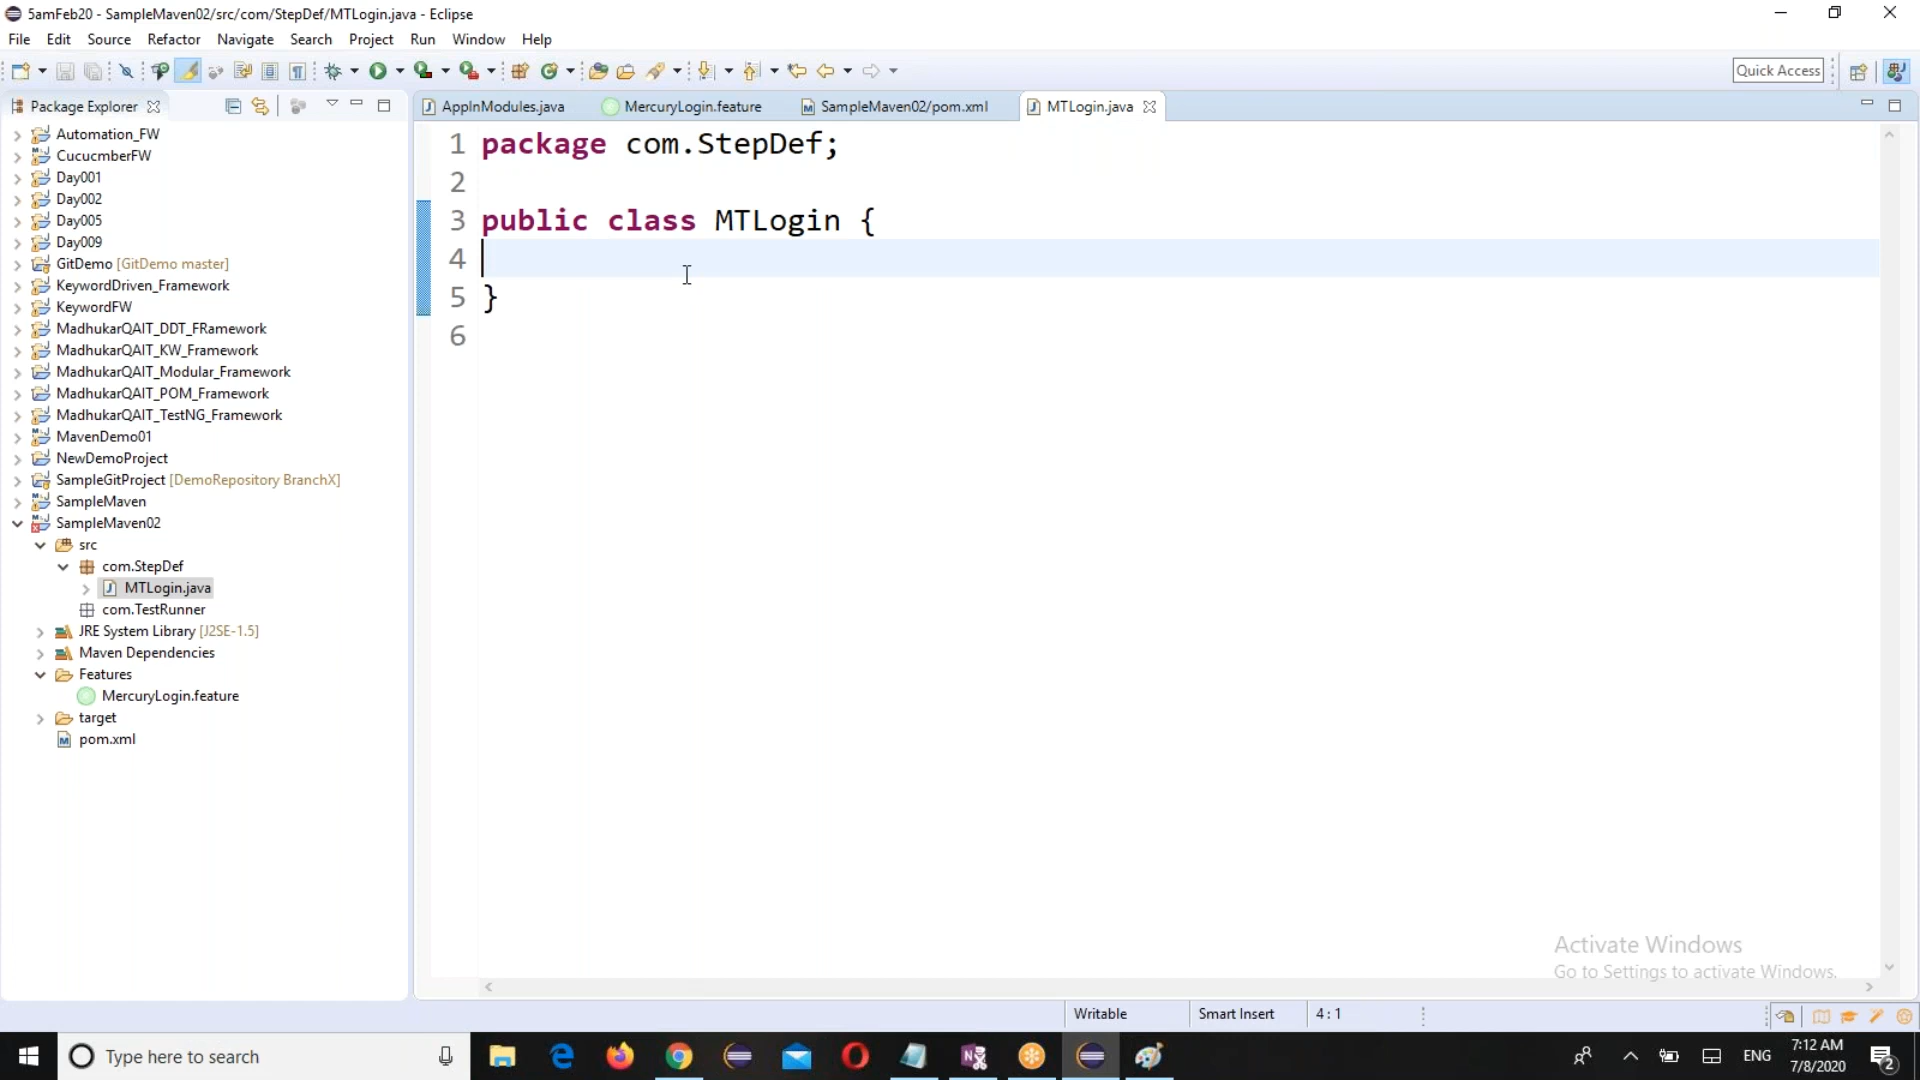 5amFeb20 - SampleMaven02/src/com/StepDef/MTLogin.java - Eclipse
File Edit Source Refactor Navigate Search Project Run Window Help
Quick Access
Package Explorer
AppInModules.java MercuryLogin.feature SampleMaven02/pom.xml MTLogin.java
Automation_FW
CucucmberFW
Day001
Day002
Day005
Day009
GitDemo [GitDemo master]
KeywordDriven_Framework
KeywordFW
MadhukarQAIT_DDT_FRamework
MadhukarQAIT_KW_Framework
MadhukarQAIT_Modular_Framework
MadhukarQAIT_POM_Framework
MadhukarQAIT_TestNG_Framework
MavenDemo01
NewDemoProject
SampleGitProject [DemoRepository BranchX]
SampleMaven
SampleMaven02
src
com.StepDef
MTLogin.java
com.TestRunner
JRE System Library [J2SE-1.5]
Maven Dependencies
Features
MercuryLogin.feature
target
pom.xml
1 package com.StepDef;
2
3 public class MTLogin {
4
5 }
6
Activate Windows
Go to Settings to activate Windows.
Writable Smart Insert 4 : 1
Type here to search
ENG
7:12 AM
7/8/2020
2